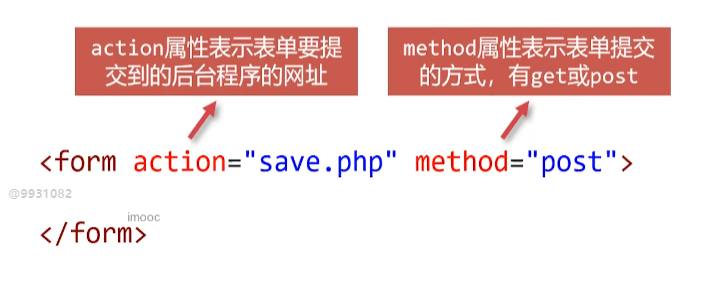 action属性表示表单要提
交到的后台程序的网址
method属性表示表单提交
的方式，有get或post
<form action="save.php" method="post">
@9931082
imooc
</form>